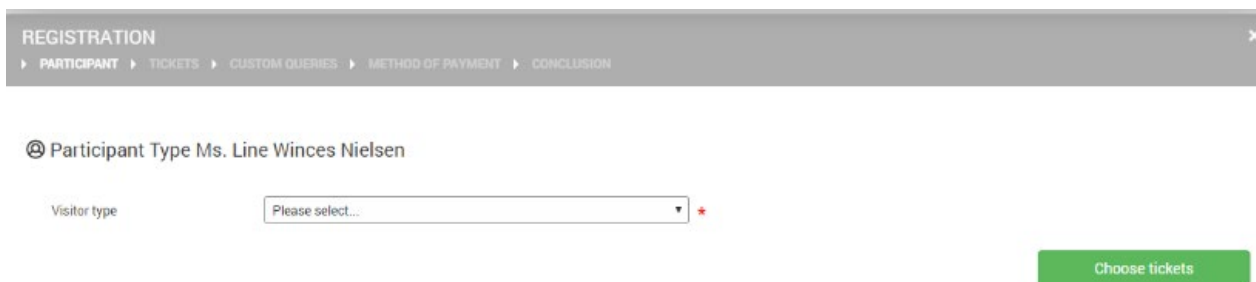 REGISTRATION
PARTICIPANT TICKETS CUSTOM QUERIES METHOD OF PAYMENT CONCLUSION
Participant Type Ms. Line Winces Nielsen
Visitor type Please select... *
Choose tickets